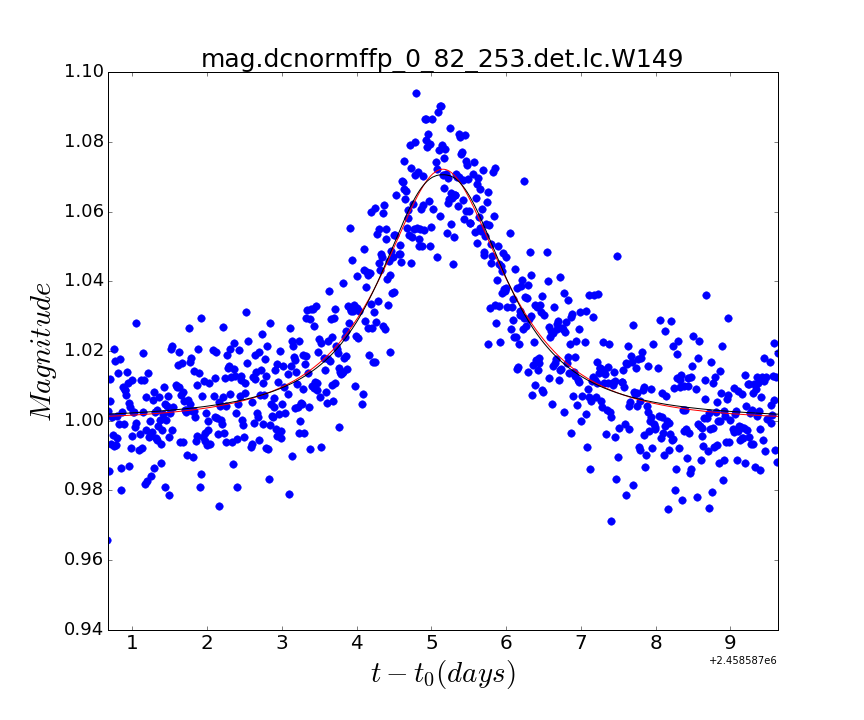 mag.dcnormffp_0_82_253.det.lc.W149
1.10
1.08
1.06
1.04
1.02
1.00
0.98
0.96
0.94
Magnitude
1 2 3 4 5 6 7 8 9
+2.458587e6
t − t₀(days)